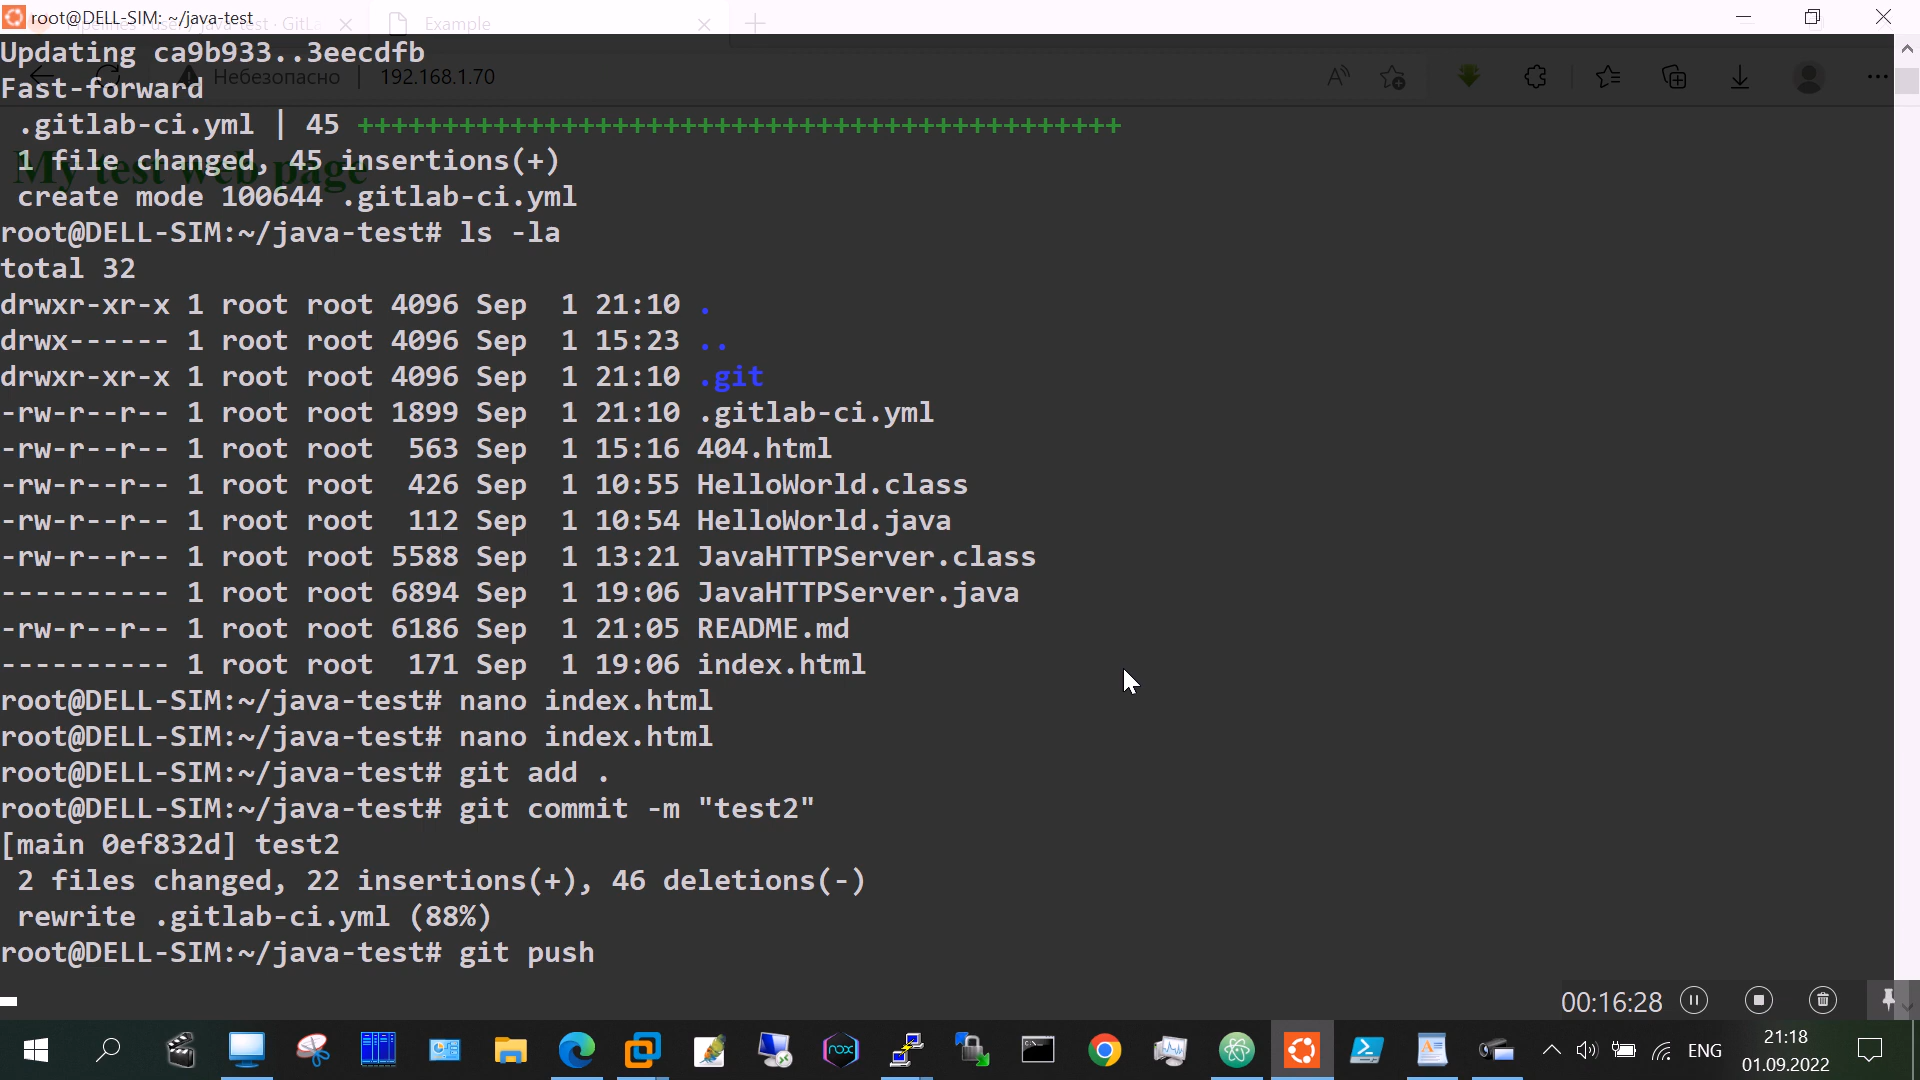 root@DELL-SIM: ~/java-test
Example
Небезопасно | 192.168.1.70
My test web page
Updating ca9b933..3eecdfb
Fast-forward
.gitlab-ci.yml | 45 +++++++++++++++++++++++++++++++++++++++++++++
1 file changed, 45 insertions(+)
create mode 100644 .gitlab-ci.yml
root@DELL-SIM:~/java-test# ls -la
total 32
drwxr-xr-x 1 root root 4096 Sep  1 21:10 .
drwx------ 1 root root 4096 Sep  1 15:23 ..
drwxr-xr-x 1 root root 4096 Sep  1 21:10 .git
-rw-r--r-- 1 root root 1899 Sep  1 21:10 .gitlab-ci.yml
-rw-r--r-- 1 root root  563 Sep  1 15:16 404.html
-rw-r--r-- 1 root root  426 Sep  1 10:55 HelloWorld.class
-rw-r--r-- 1 root root  112 Sep  1 10:54 HelloWorld.java
-rw-r--r-- 1 root root 5588 Sep  1 13:21 JavaHTTPServer.class
---------- 1 root root 6894 Sep  1 19:06 JavaHTTPServer.java
-rw-r--r-- 1 root root 6186 Sep  1 21:05 README.md
---------- 1 root root  171 Sep  1 19:06 index.html
root@DELL-SIM:~/java-test# nano index.html
root@DELL-SIM:~/java-test# nano index.html
root@DELL-SIM:~/java-test# git add .
root@DELL-SIM:~/java-test# git commit -m "test2"
[main 0ef832d] test2
2 files changed, 22 insertions(+), 46 deletions(-)
rewrite .gitlab-ci.yml (88%)
root@DELL-SIM:~/java-test# git push
00:16:28
nox
ENG
21:18
01.09.2022